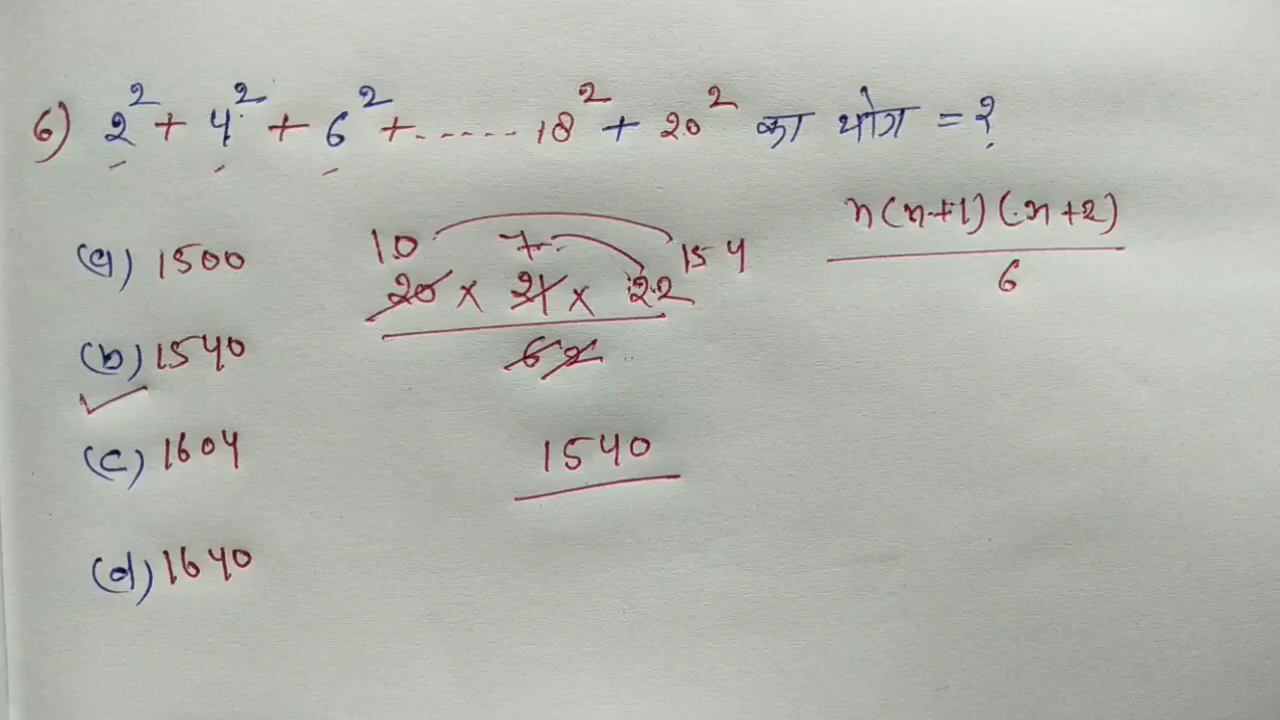 6) 2² + 4² + 6² + ...... 18² + 20² का योग = ?
n(n+1)(n+2)
6
(a) 1500
10 7 154
20 × 21 × 22
6 2
(b) 1540
(c) 1604
1540
(d) 1640